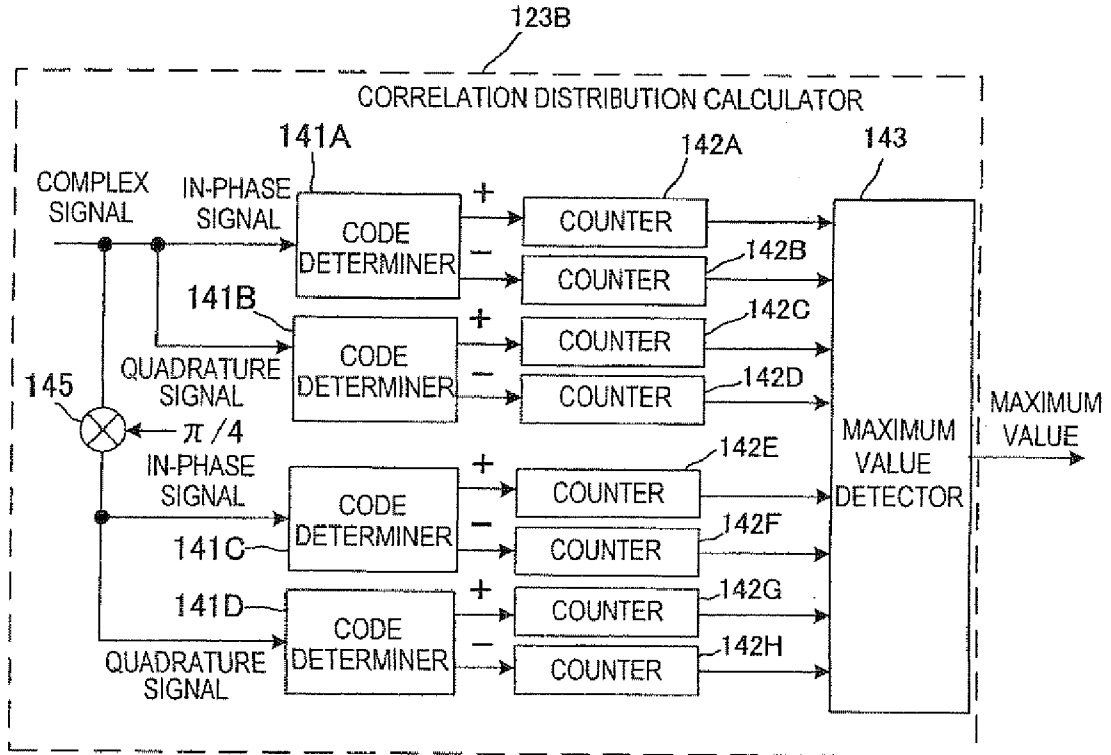 123B
CORRELATION DISTRIBUTION CALCULATOR
141A
142A
143
COMPLEX
SIGNAL
IN-PHASE
SIGNAL
CODE
DETERMINER
+
−
COUNTER
142B
COUNTER
141B
QUADRATURE
SIGNAL
CODE
DETERMINER
+
−
142C
COUNTER
142D
COUNTER
145
π/4
MAXIMUM
VALUE
DETECTOR
MAXIMUM
VALUE
IN-PHASE
SIGNAL
141C
CODE
DETERMINER
+
−
142E
COUNTER
142F
COUNTER
141D
QUADRATURE
SIGNAL
CODE
DETERMINER
+
−
142G
COUNTER
142H
COUNTER